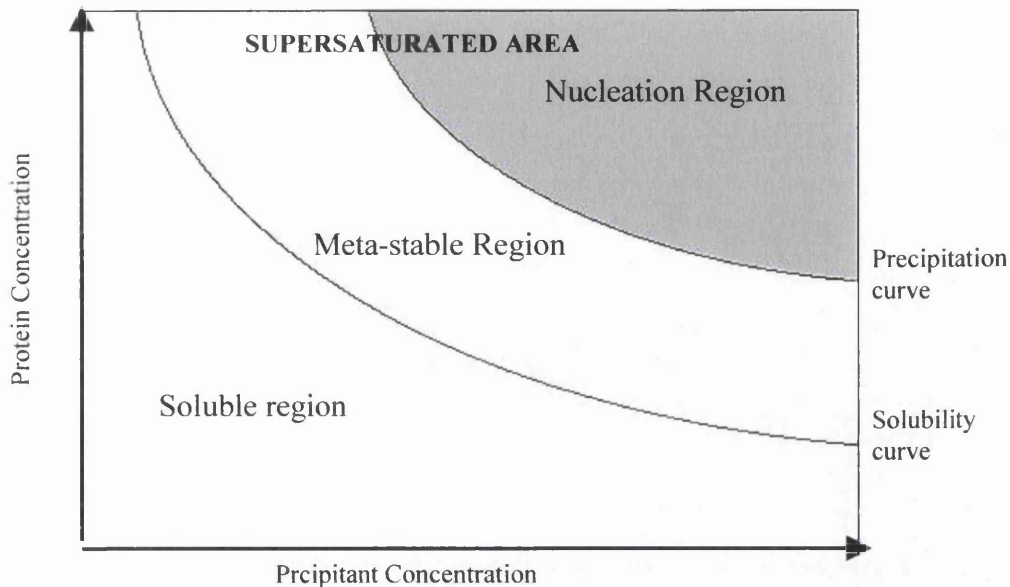 SUPERSATURATED AREA
Nucleation Region
Meta-stable Region
Precipitation
curve
Soluble region
Solubility
curve
Protein Concentration
Prcipitant Concentration